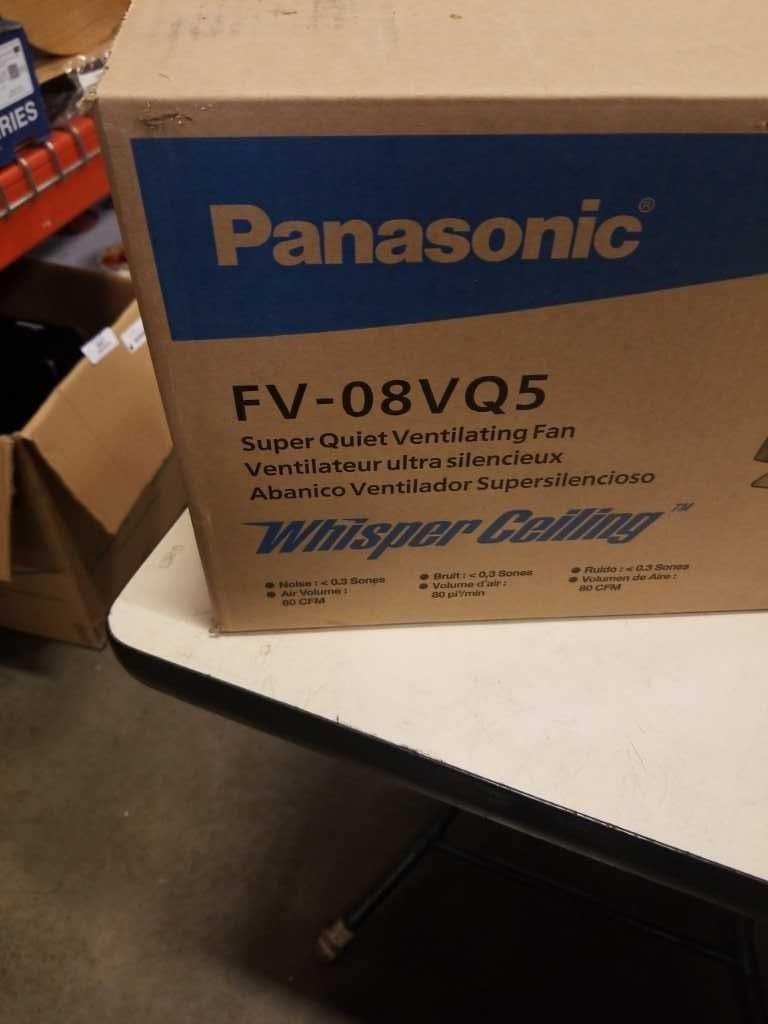 RIES
Panasonic®
FV-08VQ5
Super Quiet Ventilating Fan
Ventilateur ultra silencieux
Abanico Ventilador Supersilencioso
Whisper Ceiling™
● Noise : < 0.3 Sones
● Air Volume :
80 CFM
● Bruit : < 0,3 Sones
● Volume d'air :
80 pi³/min
● Ruido : < 0.3 Sones
● Volumen de Aire :
80 CFM